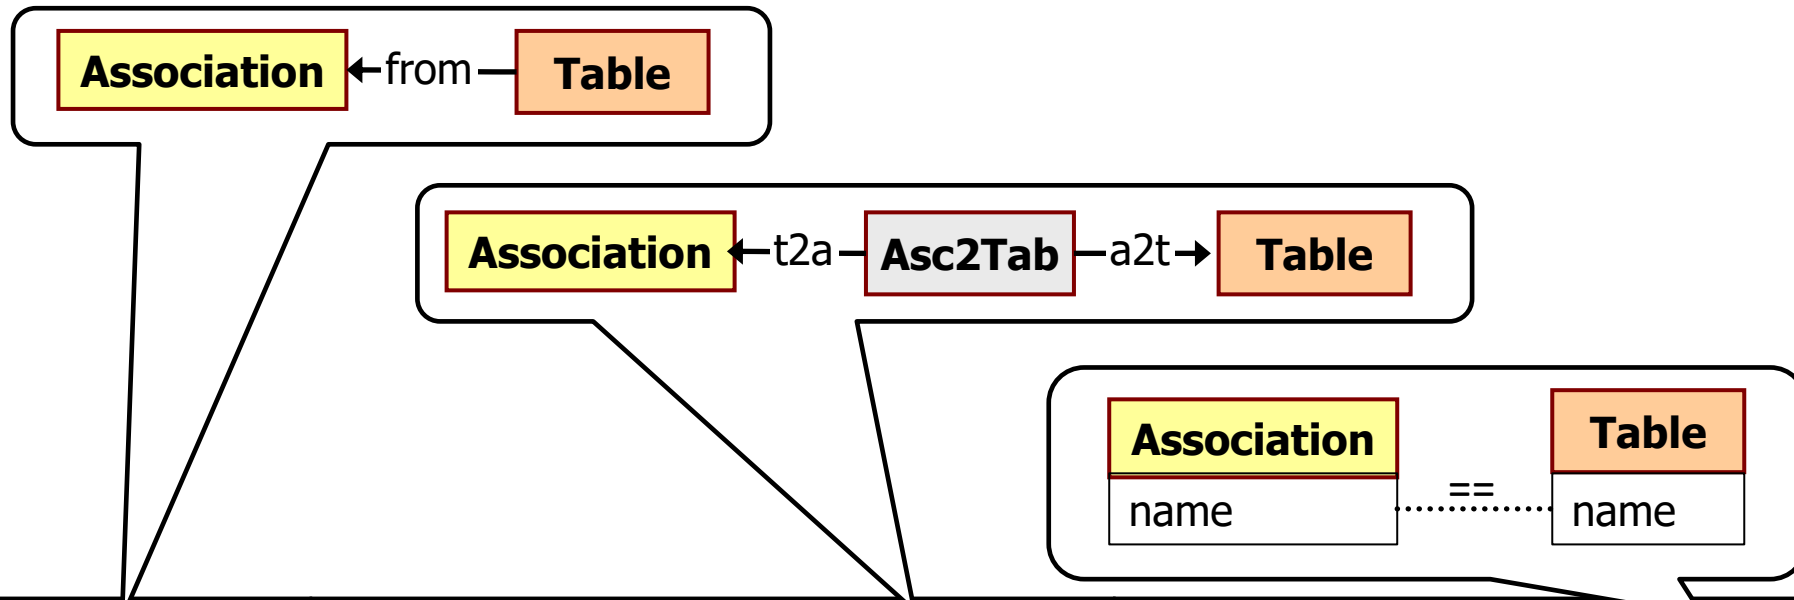 Association from Table
Association t2a Asc2Tab a2t Table
Association == Table
name name